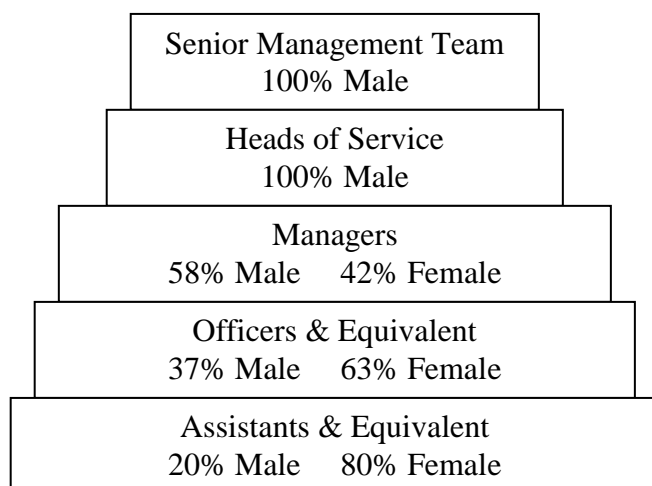 Senior Management Team
100% Male
Heads of Service
100% Male
Managers
58% Male 42% Female
Officers & Equivalent
37% Male 63% Female
Assistants & Equivalent
20% Male 80% Female